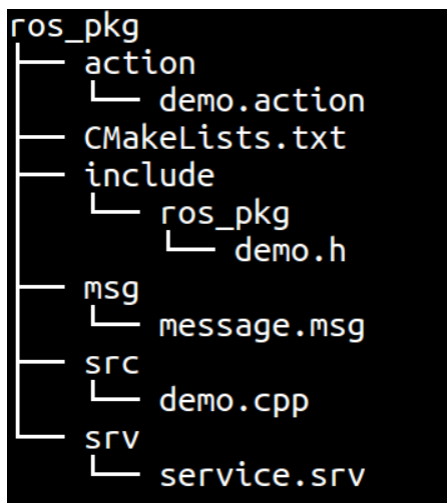 ros_pkg
action
demo.action
CMakeLists.txt
include
ros_pkg
demo.h
msg
message.msg
src
demo.cpp
srv
service.srv